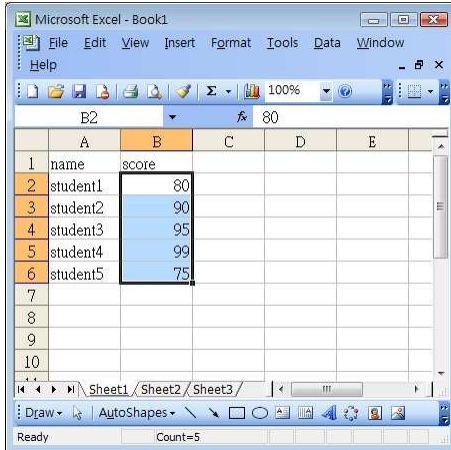 Microsoft Excel - Book1
File Edit View Insert Format Tools Data Window
Help
Σ 100%
B2 fx 80
A B C D E
1 name score
2 student1 80
3 student2 90
4 student3 95
5 student4 99
6 student5 75
7
8
9
10
Sheet1 / Sheet2 / Sheet3 /
Draw AutoShapes
Ready Count=5